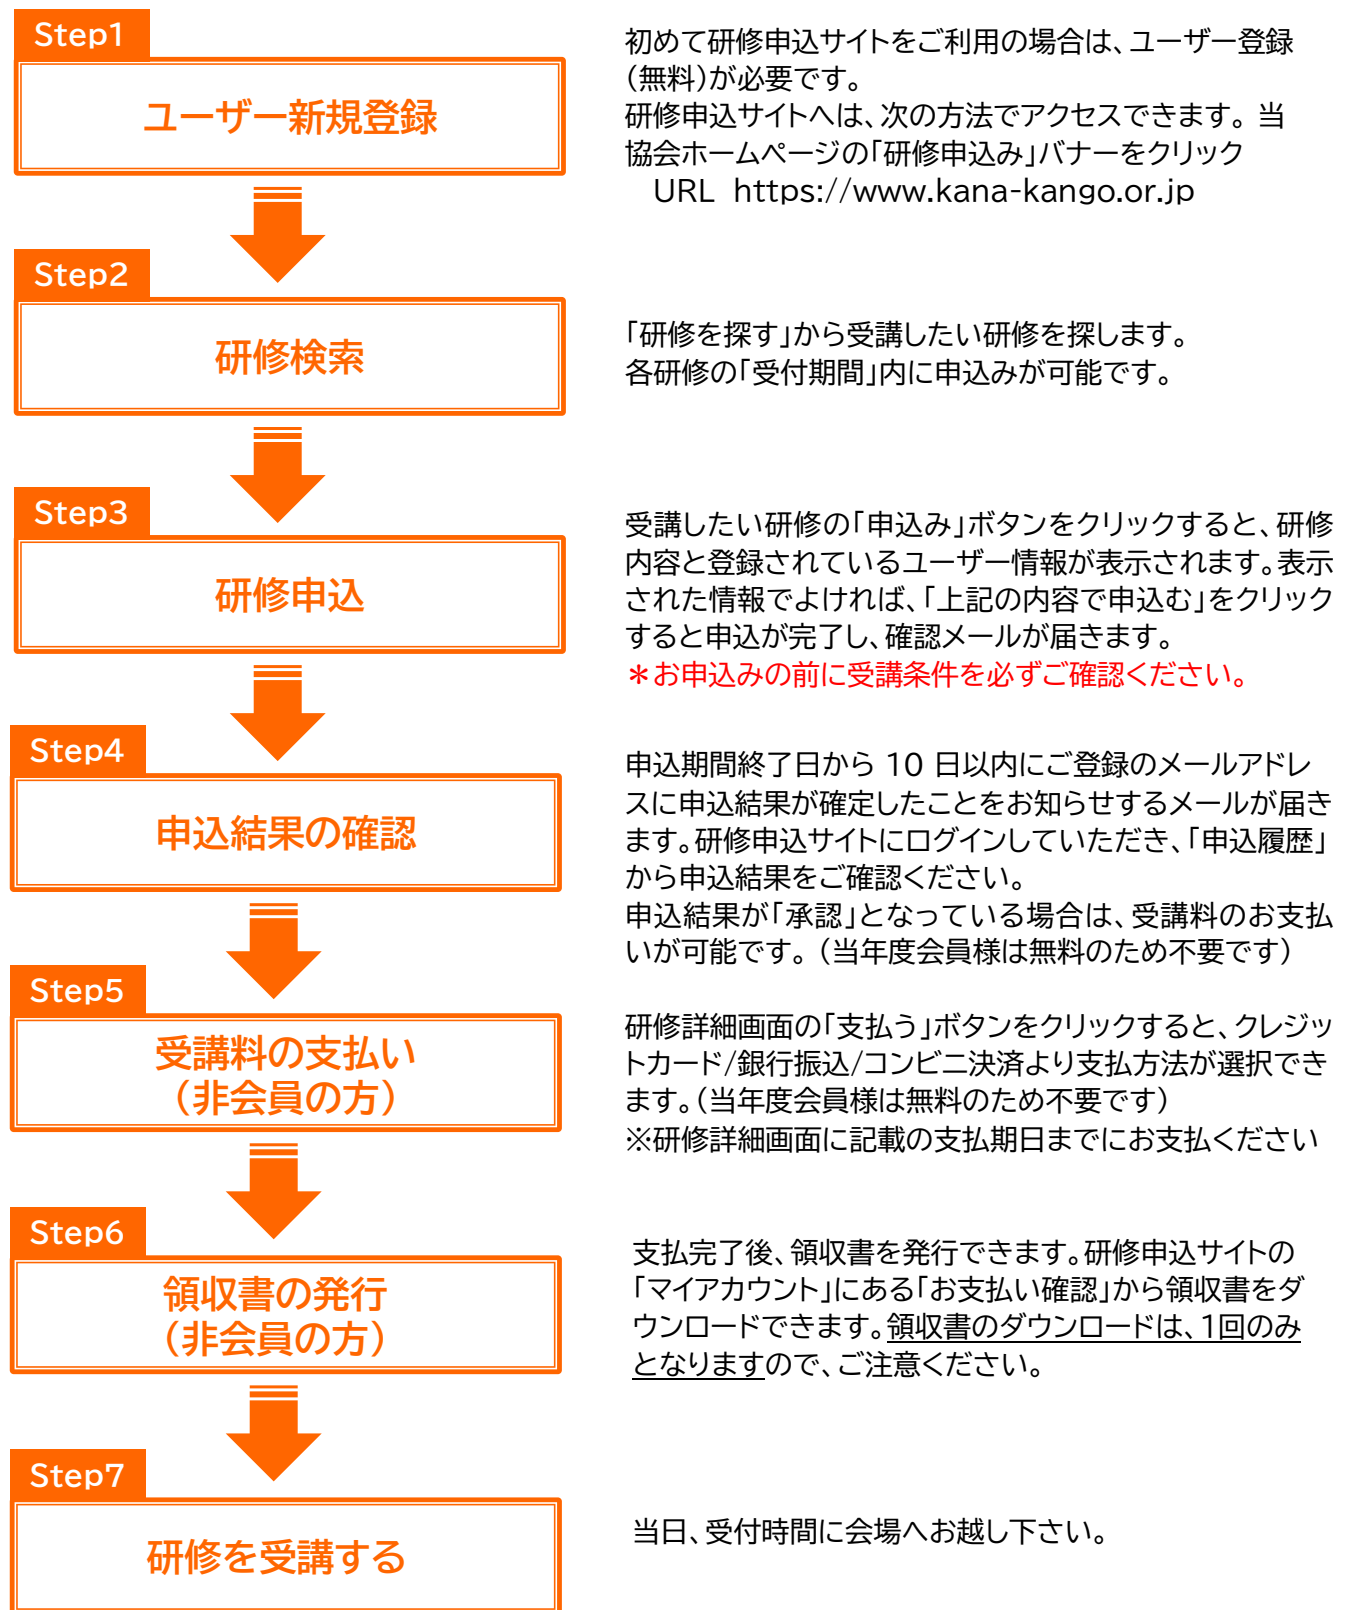 Step1
ユーザー新規登録
初めて研修申込サイトをご利用の場合は、ユーザー登録
（無料）が必要です。
研修申込サイトへは、次の方法でアクセスできます。当
協会ホームページの「研修申込み」バナーをクリック
URL https://www.kana-kango.or.jp
Step2
研修検索
「研修を探す」から受講したい研修を探します。
各研修の「受付期間」内に申込みが可能です。
Step3
研修申込
受講したい研修の「申込み」ボタンをクリックすると、研修
内容と登録されているユーザー情報が表示されます。表示
された情報でよければ、「上記の内容で申込む」をクリック
すると申込が完了し、確認メールが届きます。
＊お申込みの前に受講条件を必ずご確認ください。
Step4
申込結果の確認
申込期間終了日から 10 日以内にご登録のメールアドレ
スに申込結果が確定したことをお知らせするメールが届き
ます。研修申込サイトにログインしていただき、「申込履歴」
から申込結果をご確認ください。
申込結果が「承認」となっている場合は、受講料のお支払
いが可能です。（当年度会員様は無料のため不要です）
Step5
受講料の支払い
（非会員の方）
研修詳細画面の「支払う」ボタンをクリックすると、クレジッ
トカード/銀行振込/コンビニ決済より支払方法が選択でき
ます。（当年度会員様は無料のため不要です）
※研修詳細画面に記載の支払期日までにお支払ください
Step6
領収書の発行
（非会員の方）
支払完了後、領収書を発行できます。研修申込サイトの
「マイアカウント」にある「お支払い確認」から領収書をダ
ウンロードできます。領収書のダウンロードは、1回のみ
となりますので、ご注意ください。
Step7
研修を受講する
当日、受付時間に会場へお越し下さい。